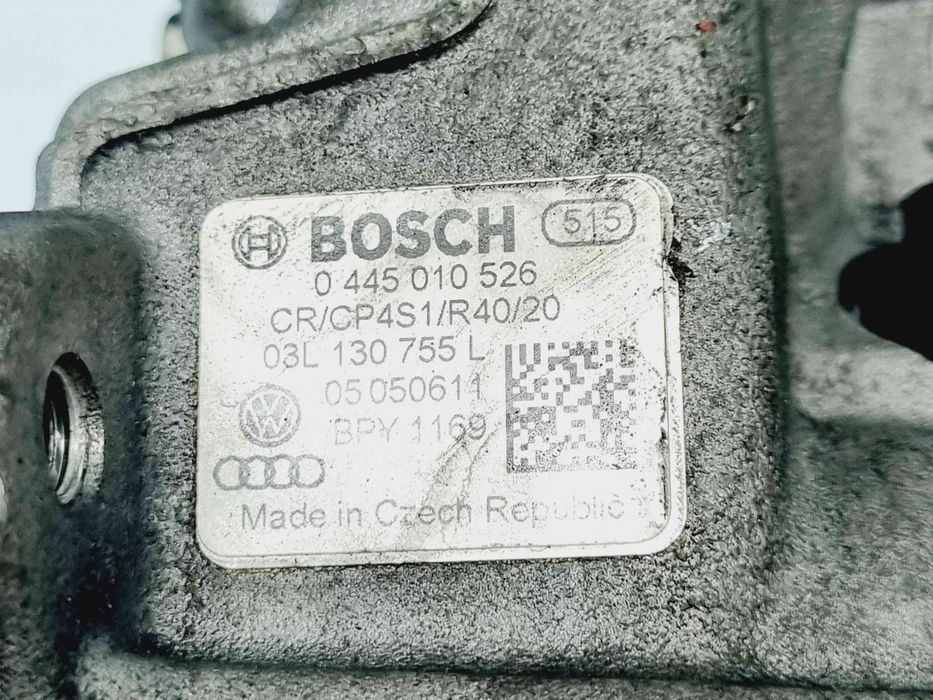 BOSCH 515
0 445 010 526
CR/CP4S1/R40/20
03L 130 755 L
05 050611
BPY 1169
Made in Czech Republic